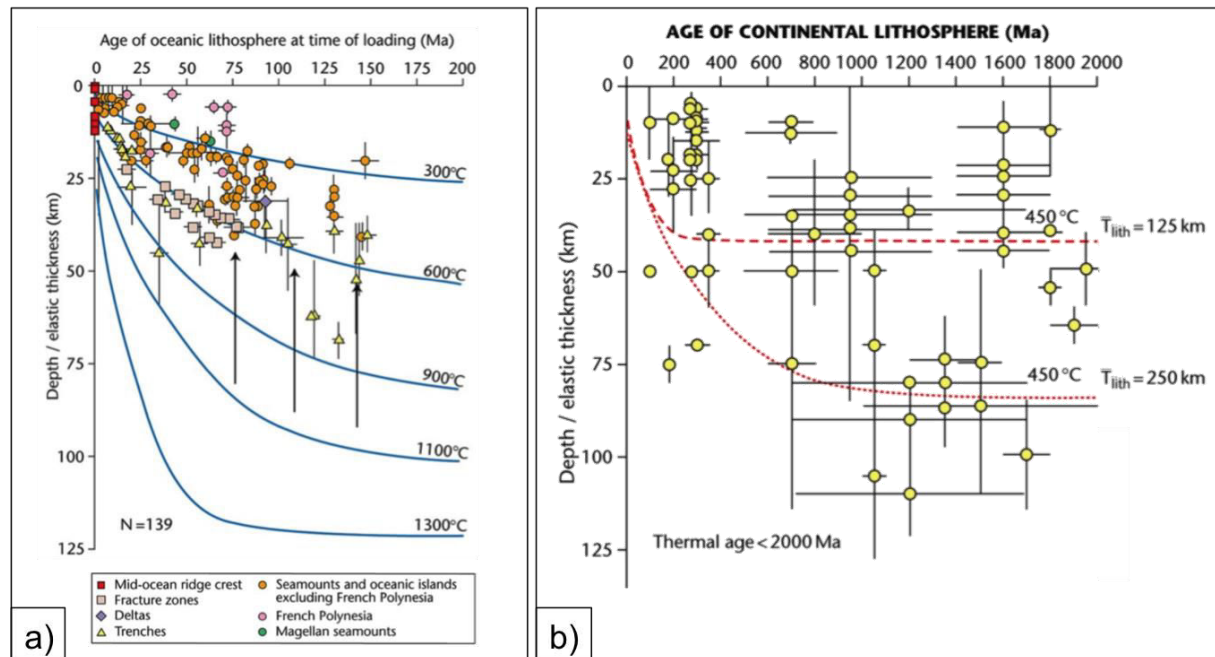 Age of oceanic lithosphere at time of loading (Ma)
0 25 50 75 100 125 150 175 200
Depth / elastic thickness (km)
0
25
50
75
100
125
300°C
600°C
900°C
1100°C
1300°C
N=139
Mid-ocean ridge crest
Fracture zones
Deltas
Trenches
Seamounts and oceanic islands
excluding French Polynesia
French Polynesia
Magellan seamounts
a)
AGE OF CONTINENTAL LITHOSPHERE (Ma)
0 200 400 600 800 1000 1200 1400 1600 1800 2000
Depth / elastic thickness (km)
0
25
50
75
100
125
450 °C
T̅lith = 125 km
450 °C
T̅lith = 250 km
Thermal age < 2000 Ma
b)